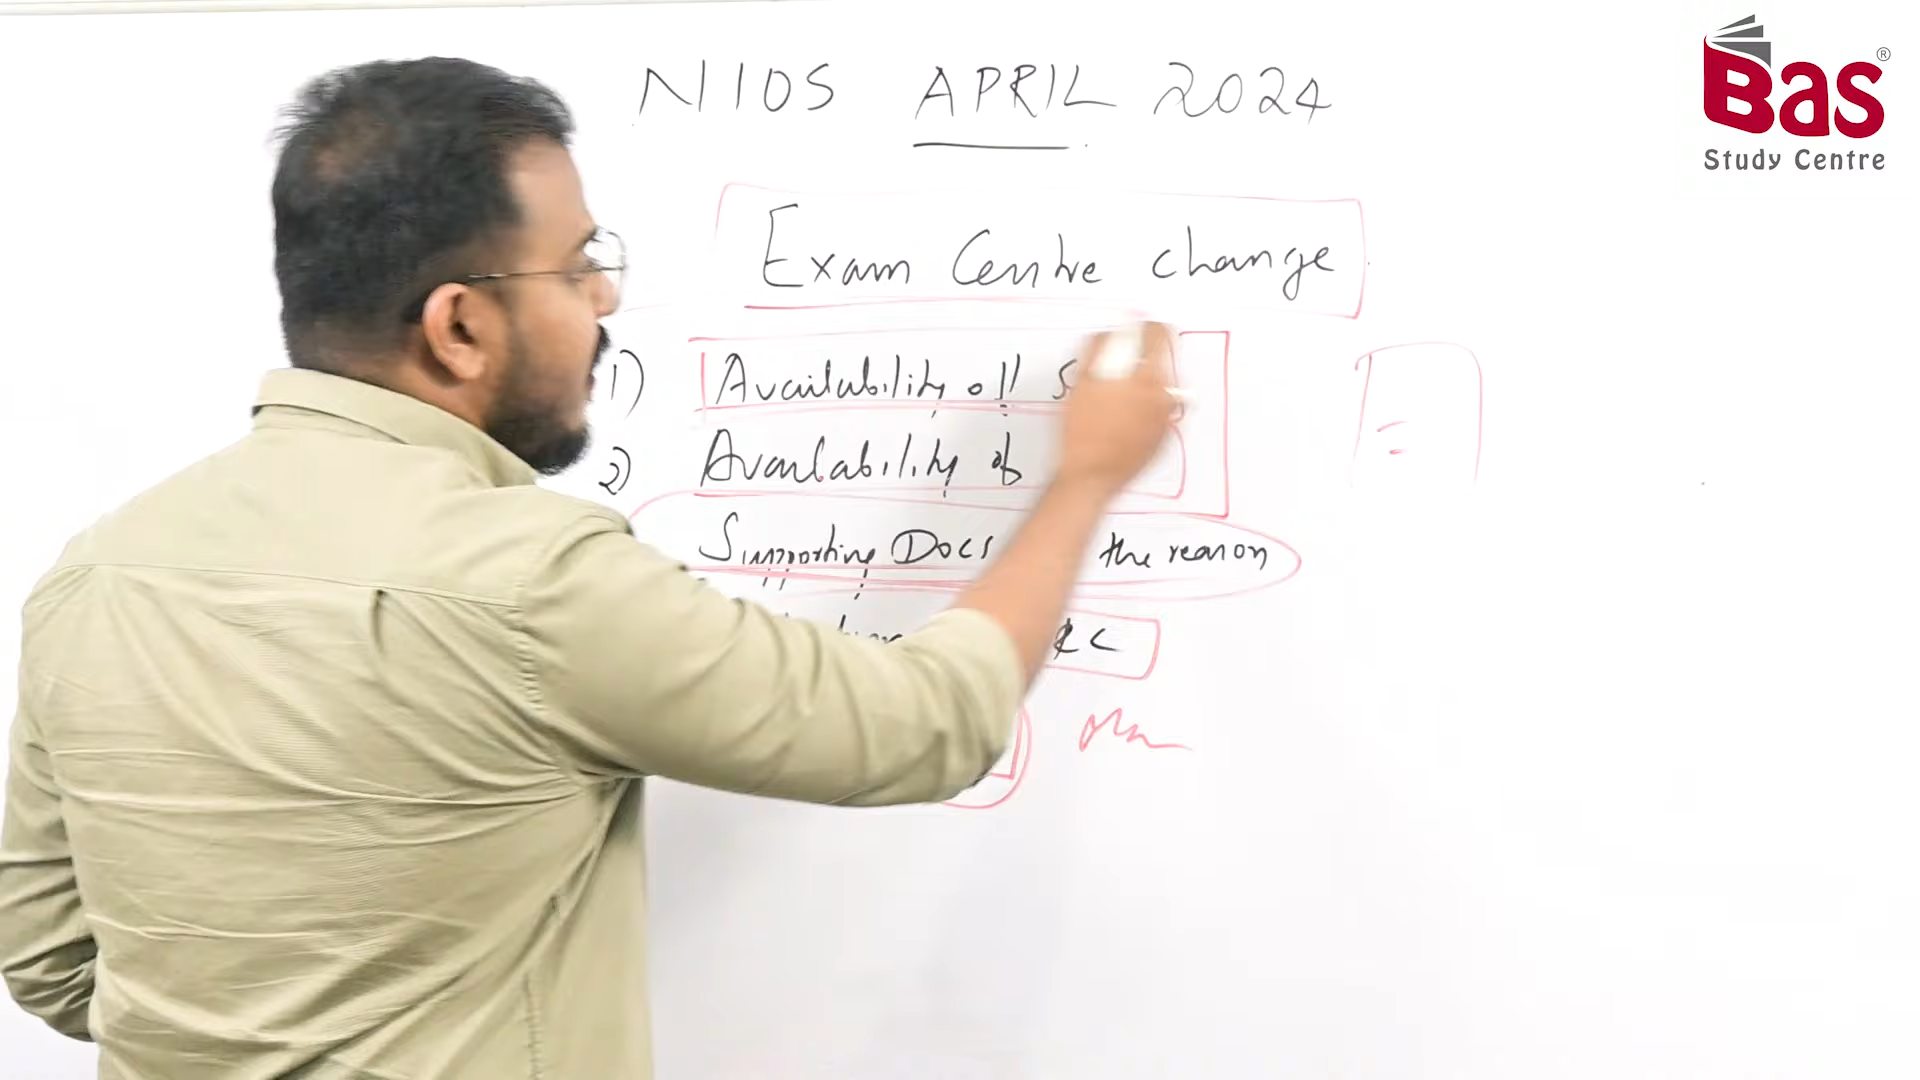 NIOS APRIL 2024
Bas®
Study Centre
Exam Centre change
1) Availability of
2) Availability of
Supporting Docs the reason
RC